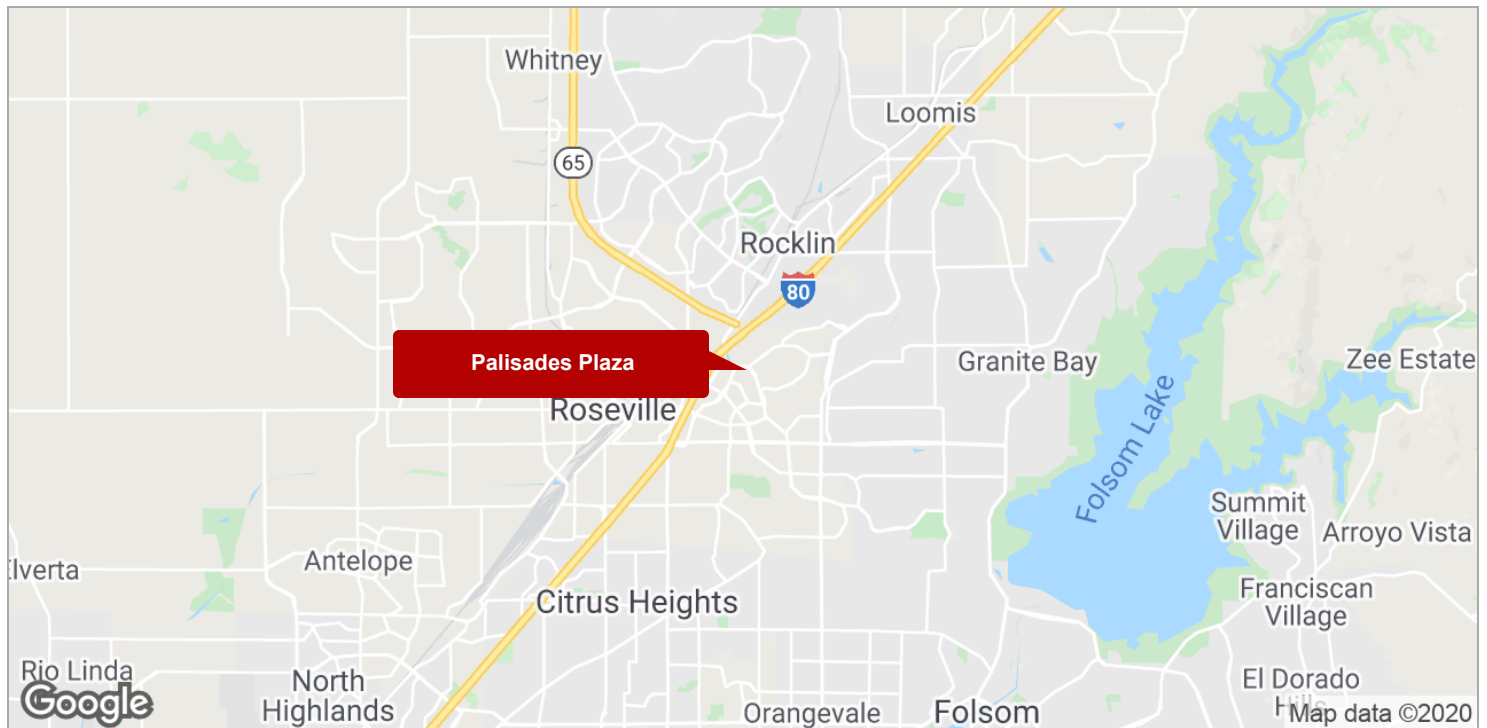 Whitney
Loomis
65
Rocklin
80
Palisades Plaza
Granite Bay
Zee Estate
Roseville
Folsom Lake
Summit
Village
Arroyo Vista
Antelope
Elverta
Citrus Heights
Franciscan
Village
Rio Linda
North
Highlands
El Dorado
Orangevale
Folsom
Google
Map data ©2020